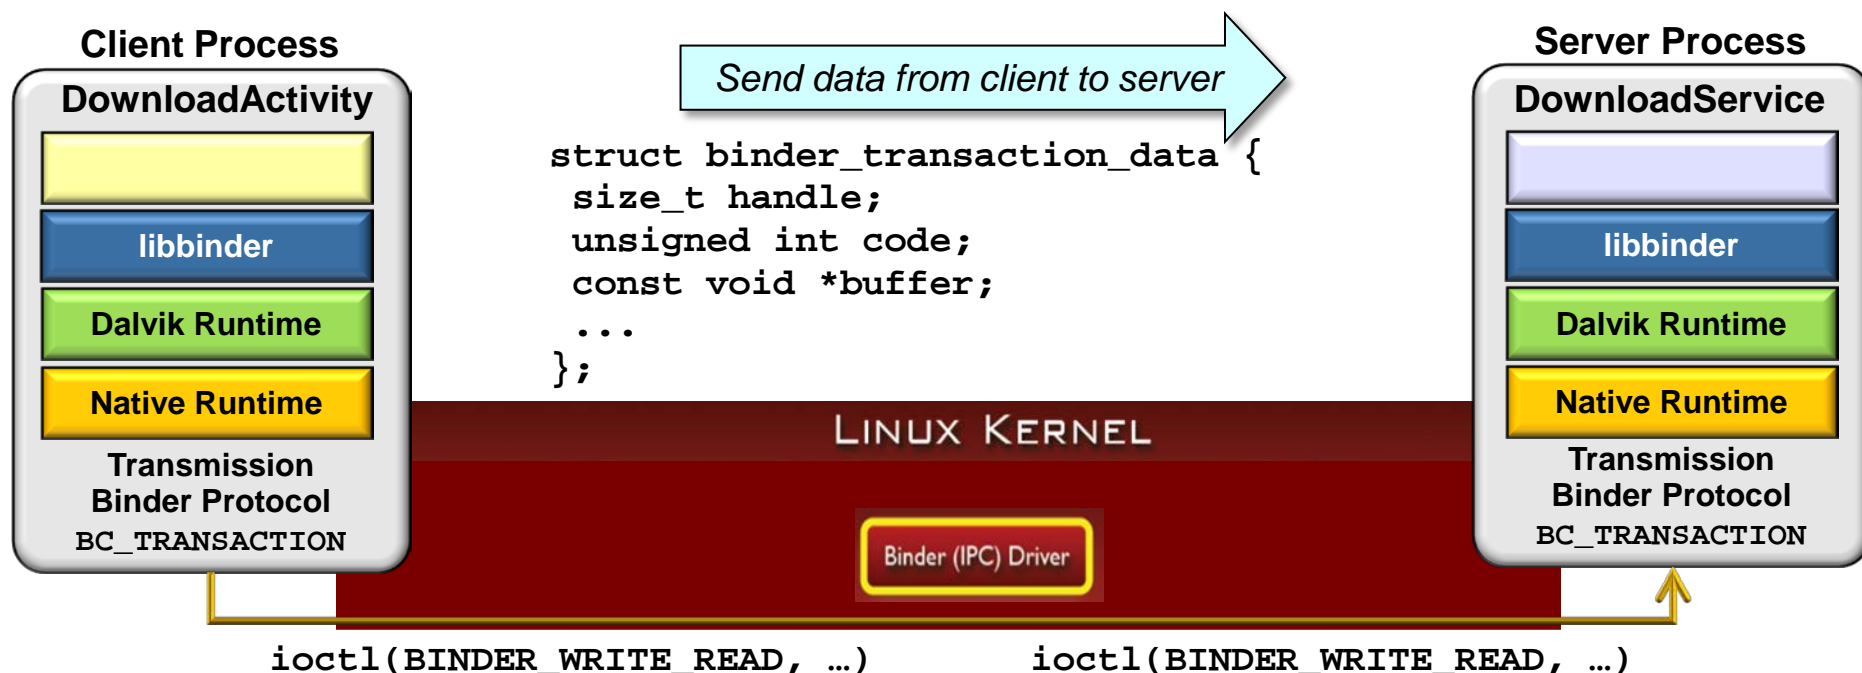 Client Process
DownloadActivity
libbinder
Dalvik Runtime
Native Runtime
Transmission
Binder Protocol
BC_TRANSACTION
Send data from client to server
struct binder_transaction_data {
size_t handle;
unsigned int code;
const void *buffer;
...
};
LINUX KERNEL
Binder (IPC) Driver
Server Process
DownloadService
libbinder
Dalvik Runtime
Native Runtime
Transmission
Binder Protocol
BC_TRANSACTION
ioctl(BINDER_WRITE_READ, …)
ioctl(BINDER_WRITE_READ, …)